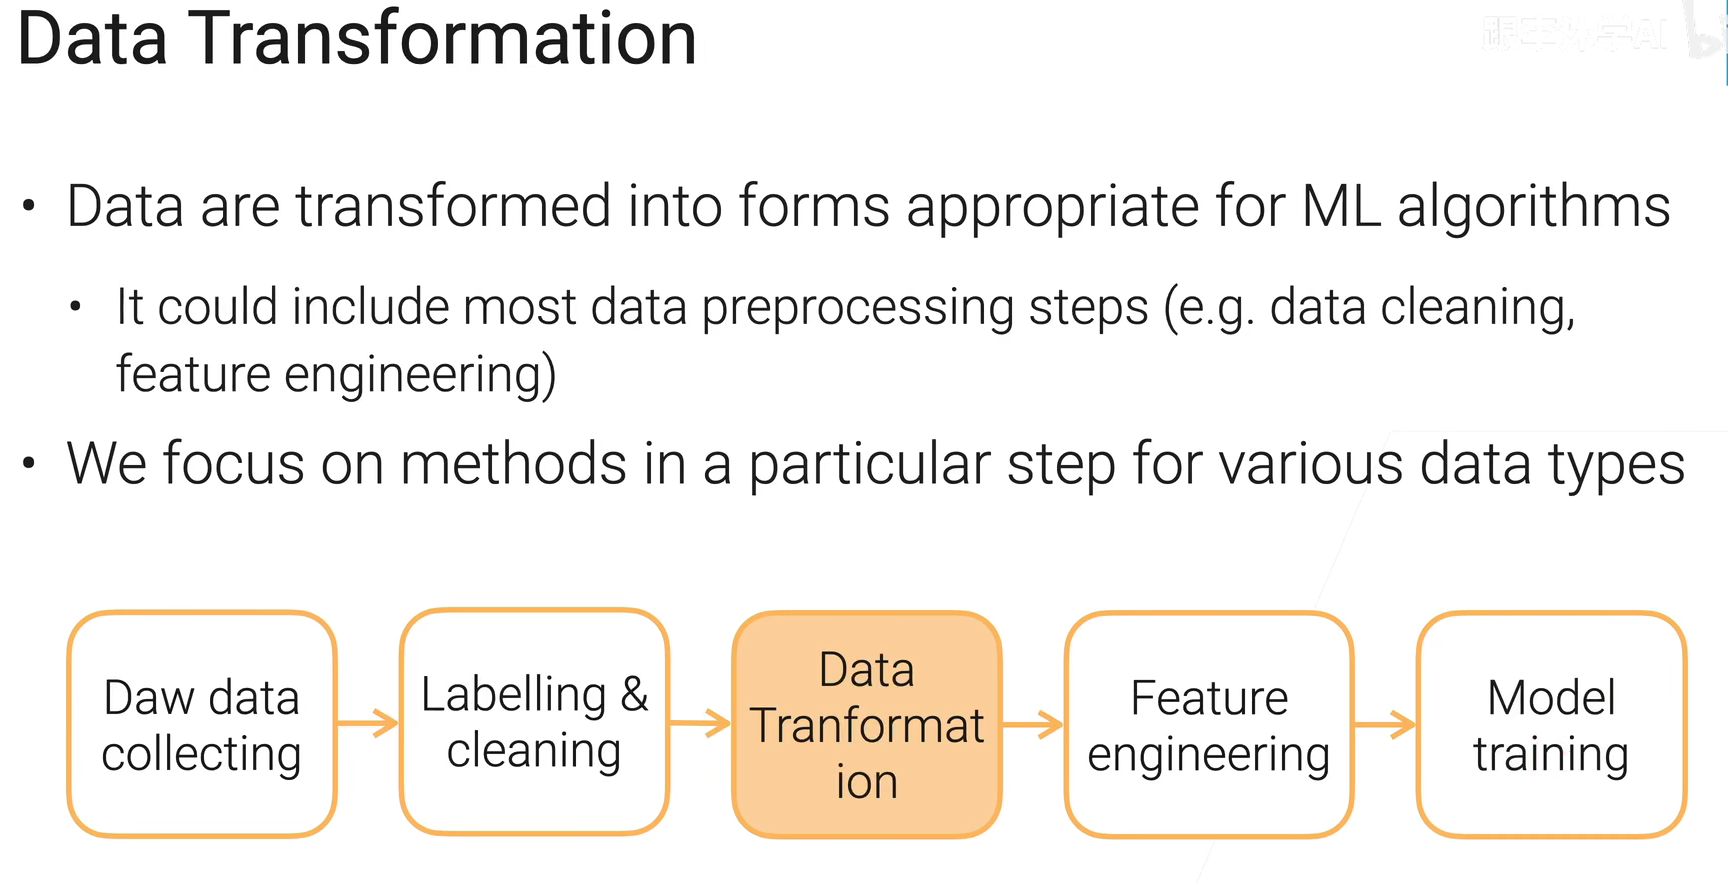 Data Transformation
• Data are transformed into forms appropriate for ML algorithms
• It could include most data preprocessing steps (e.g. data cleaning,
feature engineering)
• We focus on methods in a particular step for various data types
Daw data
collecting
Labelling &
cleaning
Data
Tranformat
ion
Feature
engineering
Model
training